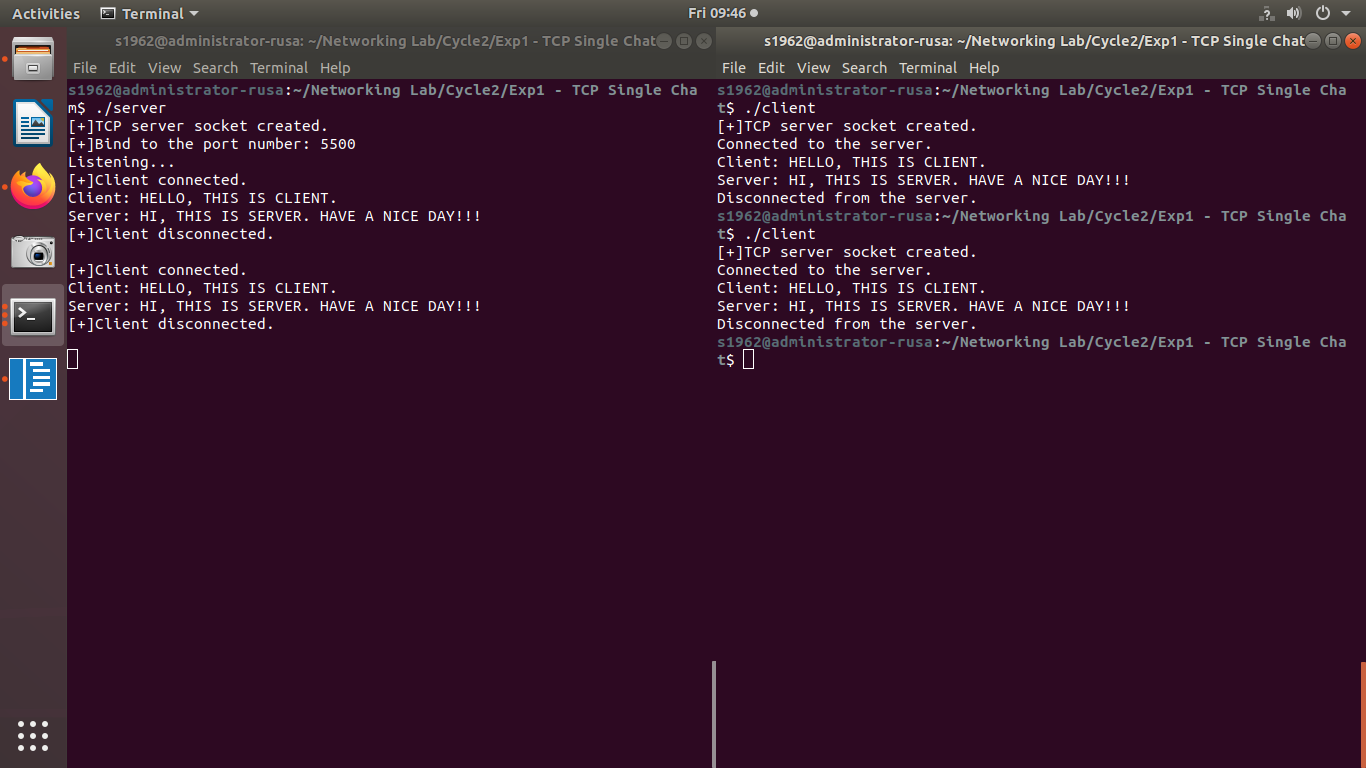 Activities Terminal Fri 09:46
s1962@administrator-rusa: ~/Networking Lab/Cycle2/Exp1 - TCP Single Chat
File Edit View Search Terminal Help
s1962@administrator-rusa:~/Networking Lab/Cycle2/Exp1 - TCP Single Cha
m$ ./server
[+]TCP server socket created.
[+]Bind to the port number: 5500
Listening...
[+]Client connected.
Client: HELLO, THIS IS CLIENT.
Server: HI, THIS IS SERVER. HAVE A NICE DAY!!!
[+]Client disconnected.
[+]Client connected.
Client: HELLO, THIS IS CLIENT.
Server: HI, THIS IS SERVER. HAVE A NICE DAY!!!
[+]Client disconnected.
s1962@administrator-rusa: ~/Networking Lab/Cycle2/Exp1 - TCP Single Chat
File Edit View Search Terminal Help
s1962@administrator-rusa:~/Networking Lab/Cycle2/Exp1 - TCP Single Cha
t$ ./client
[+]TCP server socket created.
Connected to the server.
Client: HELLO, THIS IS CLIENT.
Server: HI, THIS IS SERVER. HAVE A NICE DAY!!!
Disconnected from the server.
s1962@administrator-rusa:~/Networking Lab/Cycle2/Exp1 - TCP Single Cha
t$ ./client
[+]TCP server socket created.
Connected to the server.
Client: HELLO, THIS IS CLIENT.
Server: HI, THIS IS SERVER. HAVE A NICE DAY!!!
Disconnected from the server.
s1962@administrator-rusa:~/Networking Lab/Cycle2/Exp1 - TCP Single Cha
t$